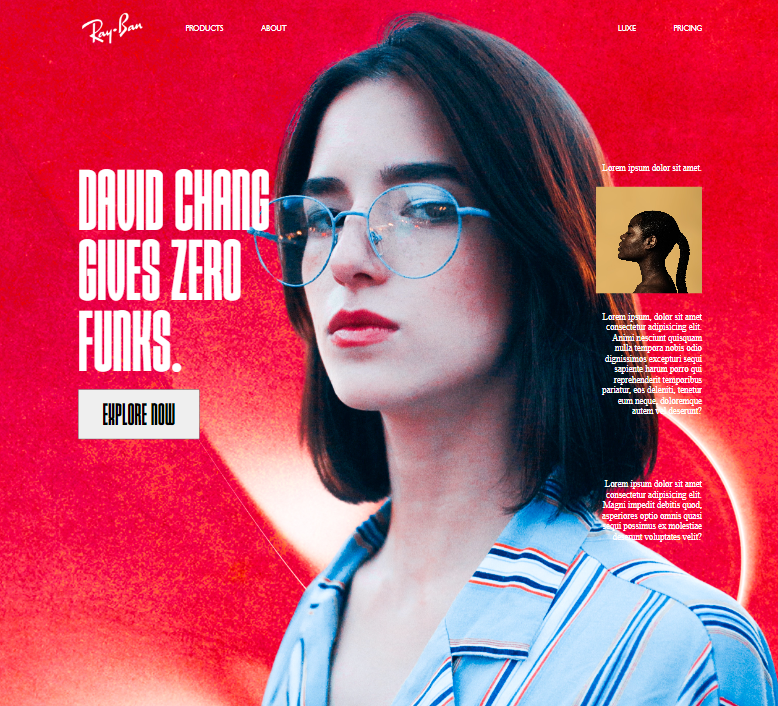 Ray-Ban PRODUCTS ABOUT LUXE PRICING
DAVID CHANG
GIVES ZERO
FUNKS.
EXPLORE NOW
Lorem ipsum dolor sit amet.
Lorem ipsum, dolor sit amet
consectetur adipisicing elit.
Animi nesciunt quisquam
nulla tempora nobis odio
dignissimos excepturi sequi
sapiente harum porro qui
reprehenderit temporibus
pariatur, eos deleniti, tenetur
eum neque, doloremque
autem vel deserunt?
Lorem ipsum dolor sit amet
consectetur adipisicing elit.
Magni impedit debitis quod,
asperiores optio omnis quasi
sequi possimus ex molestiae
deserunt voluptates velit?